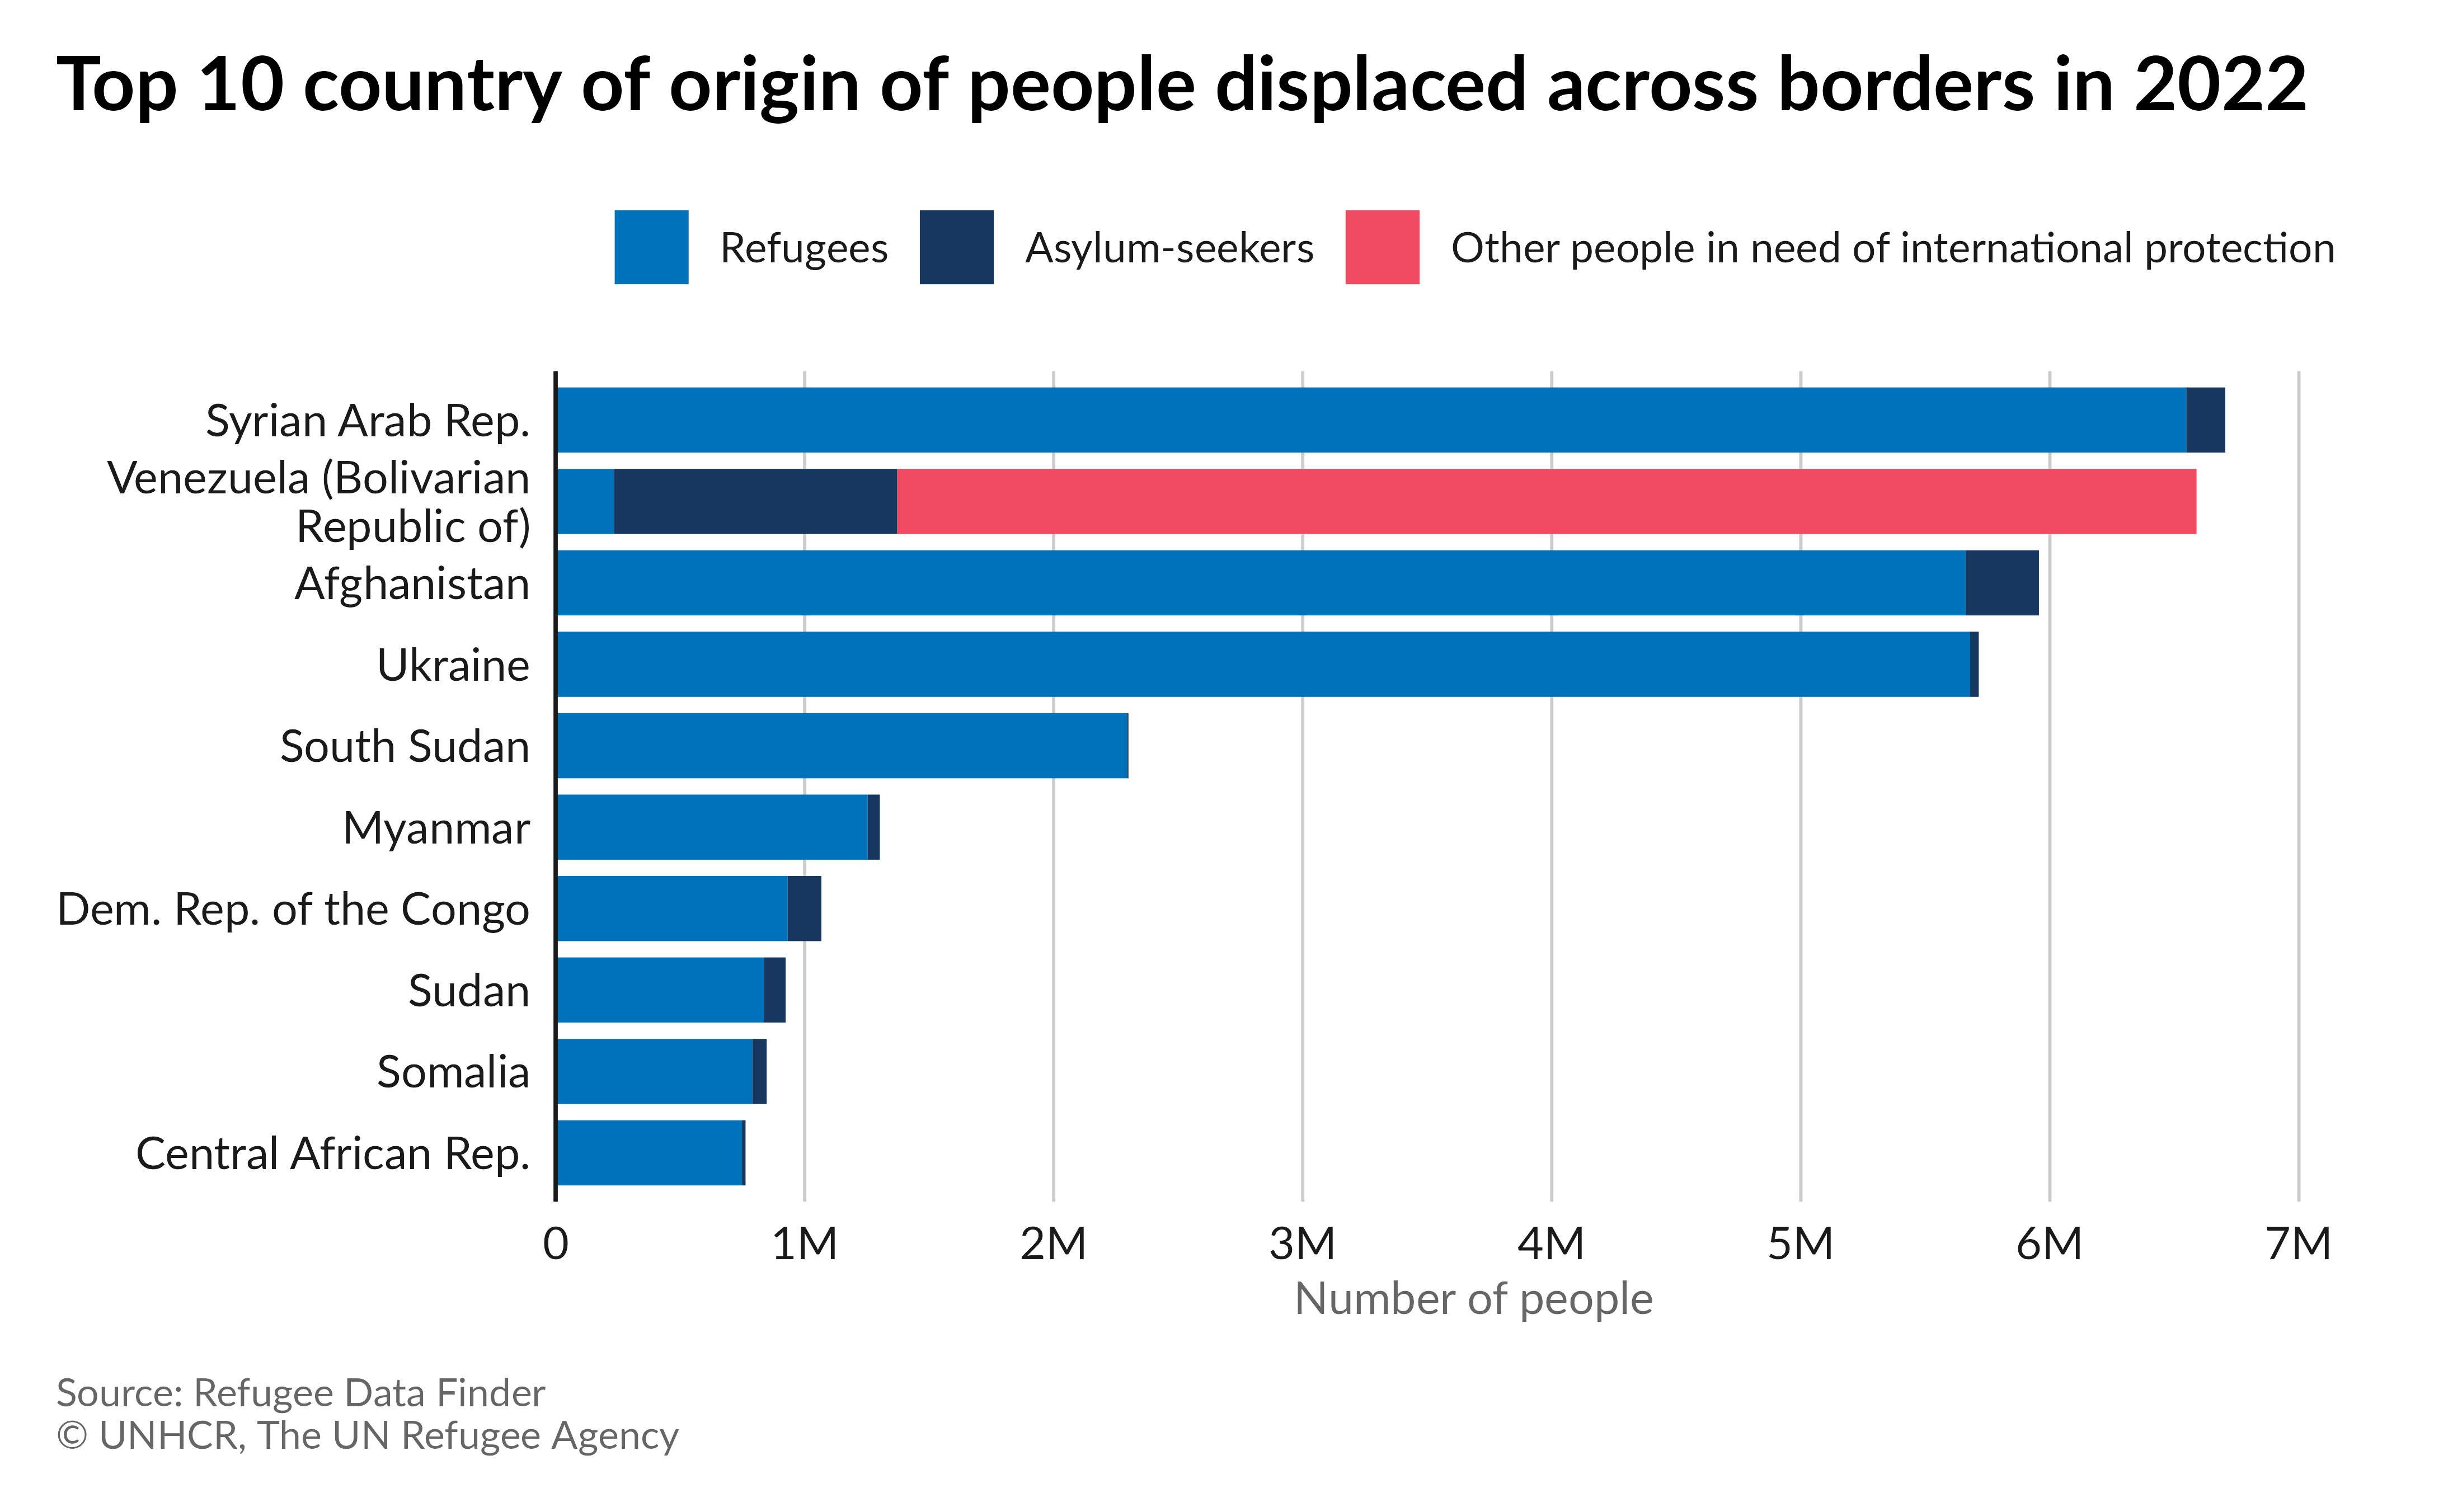 Top 10 country of origin of people displaced across borders in 2022
Refugees Asylum-seekers Other people in need of international protection
Syrian Arab Rep.
Venezuela (Bolivarian
Republic of)
Afghanistan
Ukraine
South Sudan
Myanmar
Dem. Rep. of the Congo
Sudan
Somalia
Central African Rep.
0 1M 2M 3M 4M 5M 6M 7M
Number of people
Source: Refugee Data Finder
© UNHCR, The UN Refugee Agency